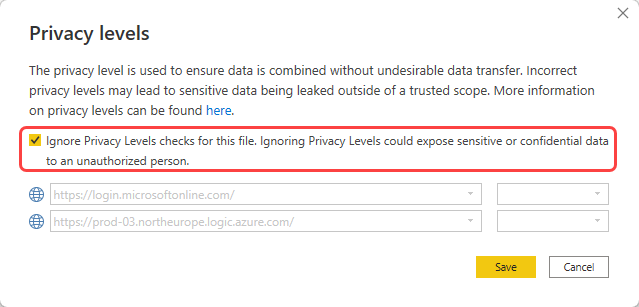 Privacy levels
The privacy level is used to ensure data is combined without undesirable data transfer. Incorrect
privacy levels may lead to sensitive data being leaked outside of a trusted scope. More information
on privacy levels can be found here.
Ignore Privacy Levels checks for this file. Ignoring Privacy Levels could expose sensitive or confidential data
to an unauthorized person.
https://login.microsoftonline.com/
https://prod-03.northeurope.logic.azure.com/
Save Cancel